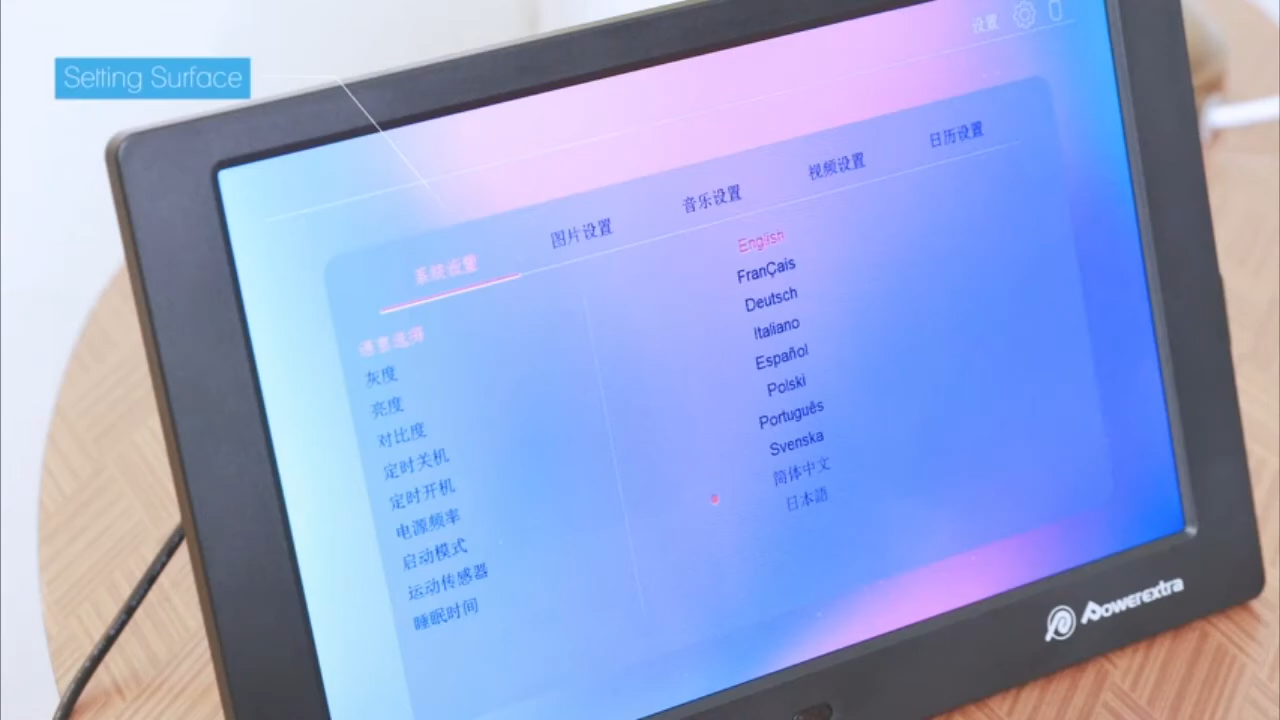 Setting Surface
设置
系统设置
图片设置
音乐设置
视频设置
日历设置
语言选项
灰度
亮度
对比度
定时关机
定时开机
电源频率
启动模式
运动传感器
睡眠时间
English
FranÇais
Deutsch
Italiano
Español
Polski
Português
Svenska
简体中文
日本語
Powerextra